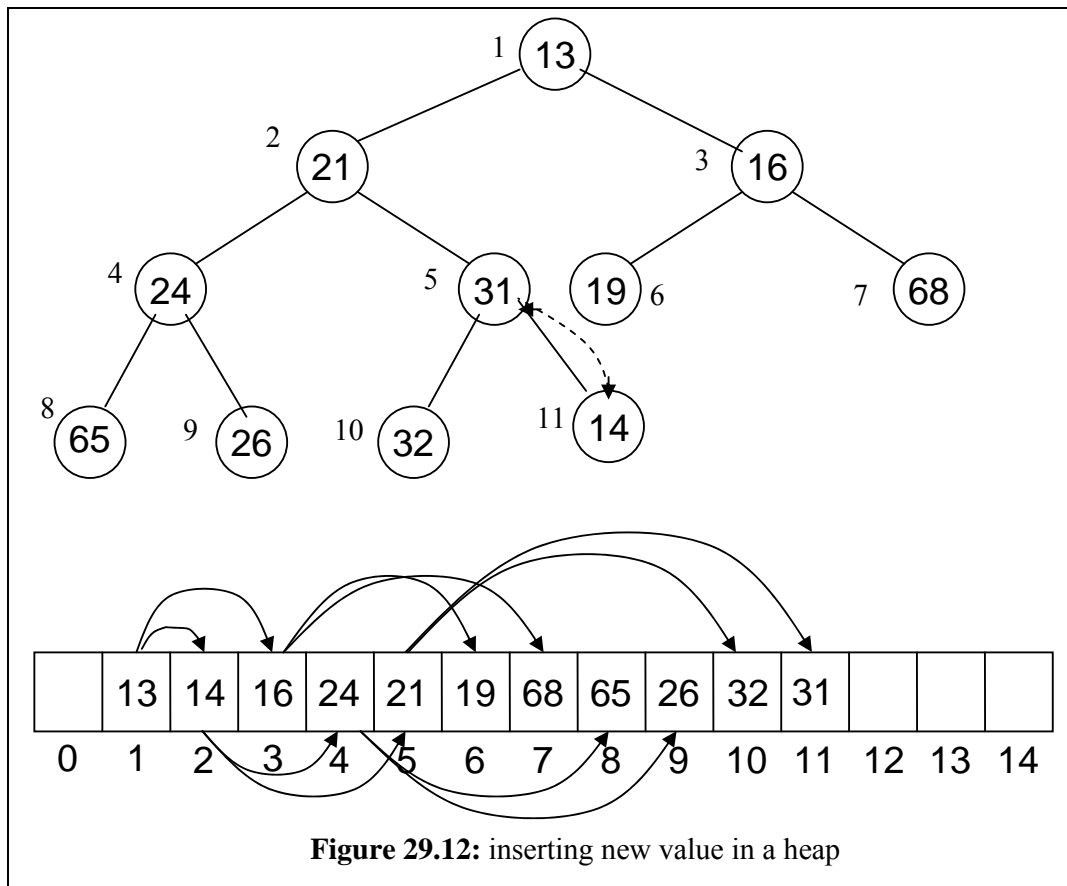 1 13
2 21 3 16
4 24 5 31 19 6 7 68
8 65 9 26 10 32 11 14
13 14 16 24 21 19 68 65 26 32 31
0 1 2 3 4 5 6 7 8 9 10 11 12 13 14
Figure 29.12: inserting new value in a heap